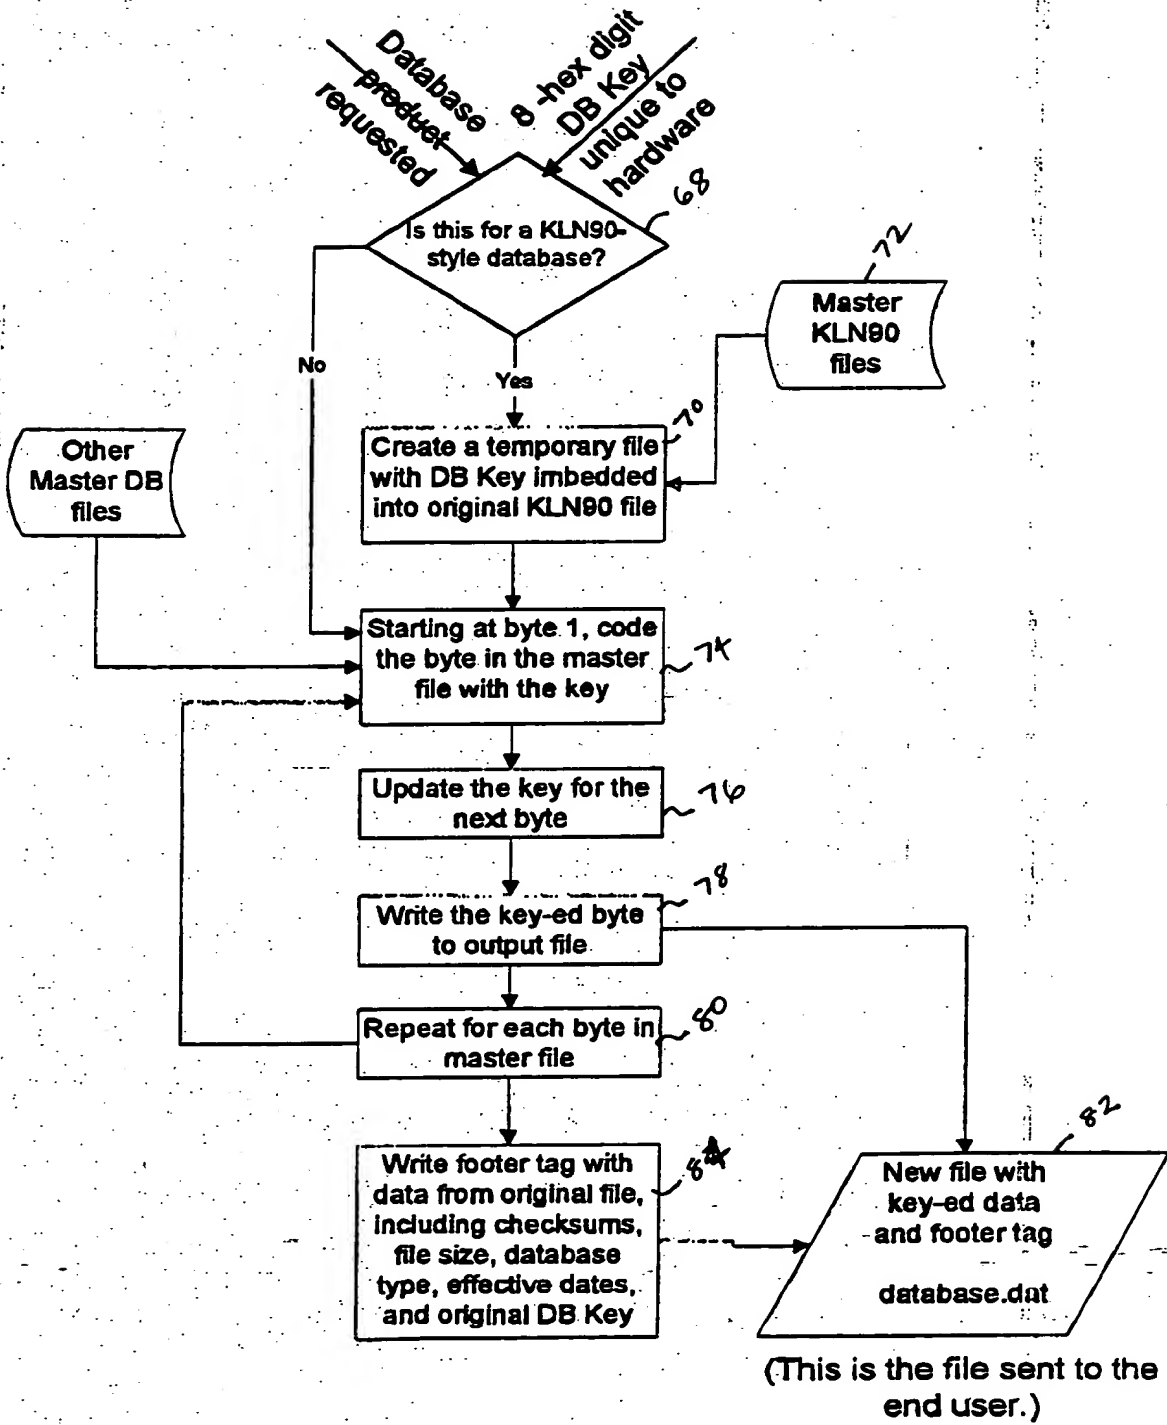 Database
product
requested
8-hex digit
DB Key
unique to
hardware
Is this for a KLN90-
style database?
68
72
Master
KLN90
files
No
Yes
70
Other
Master DB
files
Create a temporary file
with DB Key imbedded
into original KLN90 file
Starting at byte 1, code
the byte in the master
file with the key
74
Update the key for the
next byte
76
78
Write the key-ed byte
to output file
80
Repeat for each byte in
master file
82
Write footer tag with
data from original file,
including checksums,
file size, database
type, effective dates,
and original DB Key
84
New file with
key-ed data
and footer tag
database.dat
(This is the file sent to the
end user.)